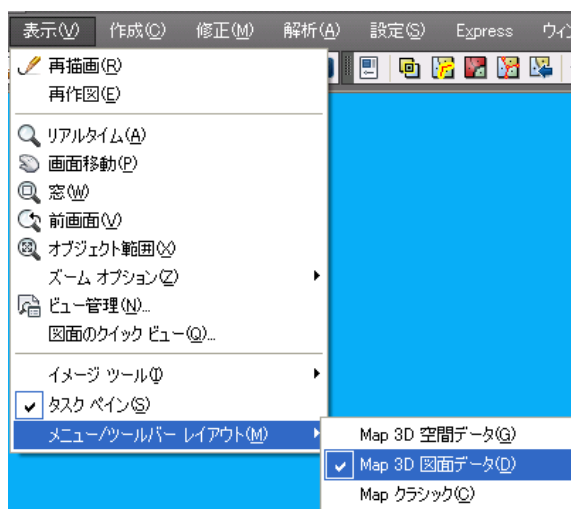 表示(V) 作成(C) 修正(M) 解析(A) 設定(S) Express
再描画(R)
再作図(E)
リアルタイム(A)
画面移動(P)
窓(W)
前画面(V)
オブジェクト範囲(X)
ズーム オプション(Z)
ビュー管理(N)...
図面のクイック ビュー(Q)...
イメージ ツール(I)
タスク ペイン(S)
メニュー/ツールバー レイアウト(M)
Map 3D 空間データ(G)
Map 3D 図面データ(D)
Map クラシック(C)